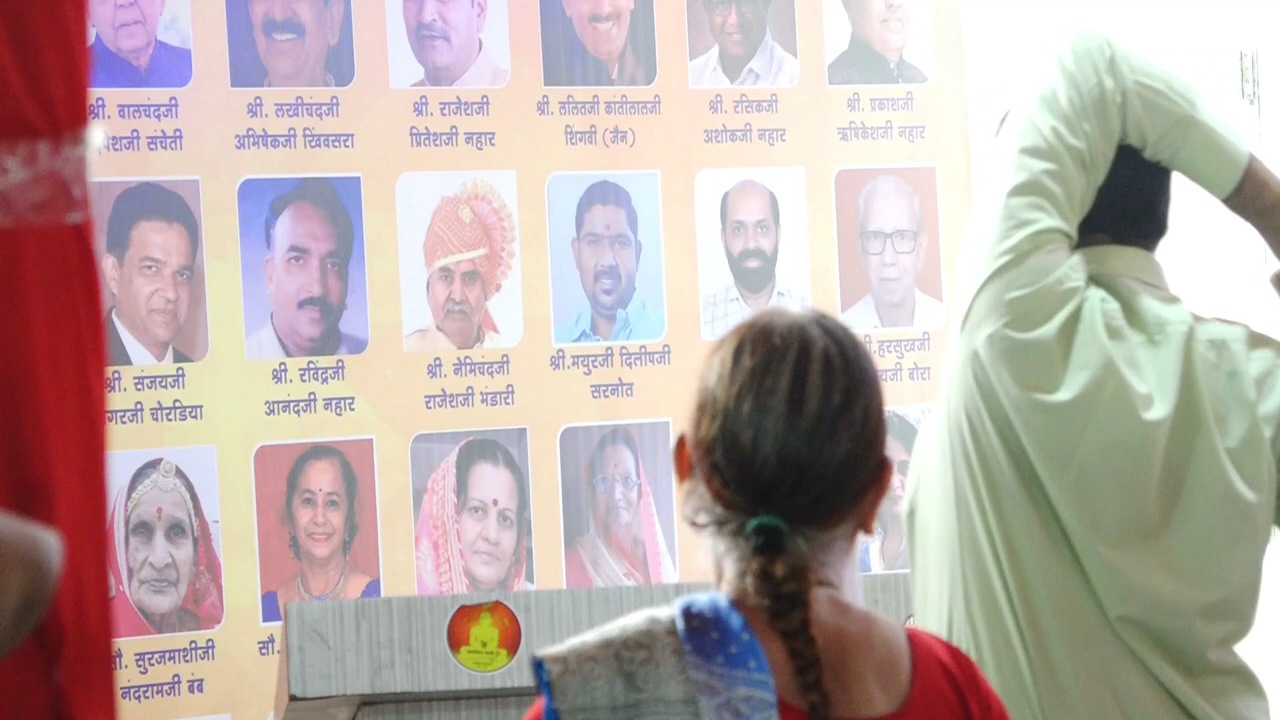 श्री. वालचंदजी
श्री. लखीचंदजी
श्री. राजेशजी
श्री. ललितजी कांतीलालजी
श्री. रसिकजी
श्री. प्रकाशजी
संचेती
अभिषेकजी खिंवसरा
प्रितेशजी नहार
शिंगवी (जैन)
अशोकजी नहार
ऋषिकेशजी नहार
श्री. संजयजी
श्री. रविंद्रजी
श्री. नेमिचंदजी
श्री.मयुरजी दिलीपजी
हरसुखजी
चोरडिया
आनंदजी नहार
राजेशजी भंडारी
सरनोत
बोरा
सौ. सुरजमाशीजी
सौ.
नंदरामजी बंब